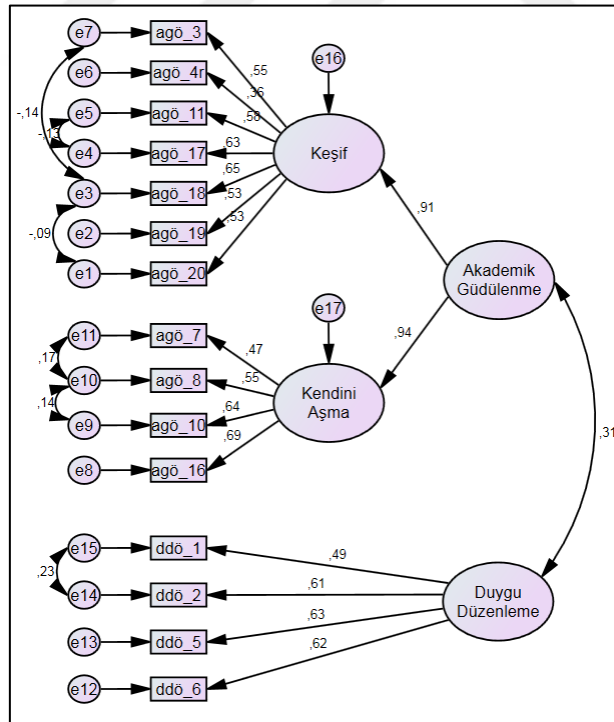 e7 agö_3
e16
,55
e6 agö_4r
,36
e5 agö_11
,58
-,14
-,13
e4 agö_17
,63
Keşif
e3 agö_18
,65
e2 agö_19
,53
-,09
e1 agö_20
,53
,91
Akademik
Güdülenme
e17
,94
e11 agö_7
,47
,17
e10 agö_8
,55
Kendini
Aşma
,14
e9 agö_10
,64
e8 agö_16
,69
,31
e15 ddö_1
,49
,23
e14 ddö_2
,61
Duygu
Düzenleme
e13 ddö_5
,63
e12 ddö_6
,62